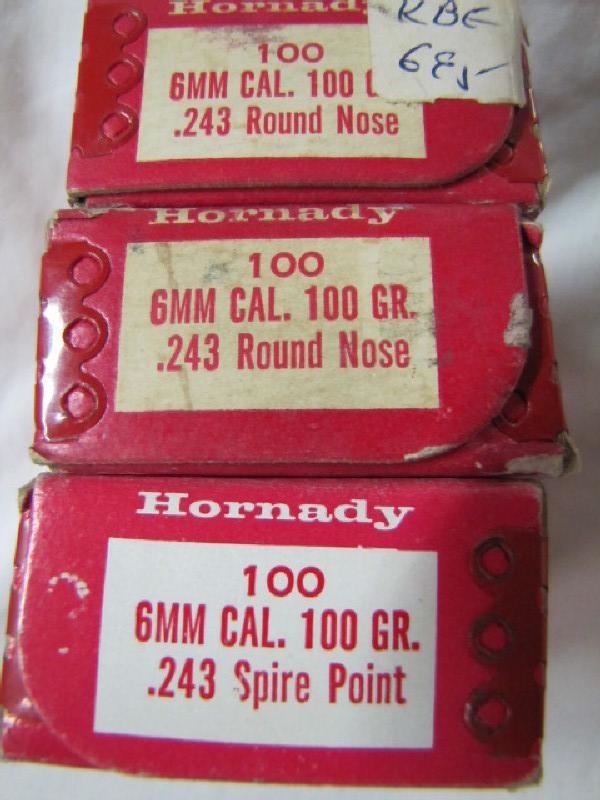 Hornady
100
6MM CAL. 100
.243 Round Nose
Hornady
100
6MM CAL. 100 GR.
.243 Round Nose
Hornady
100
6MM CAL. 100 GR.
.243 Spire Point